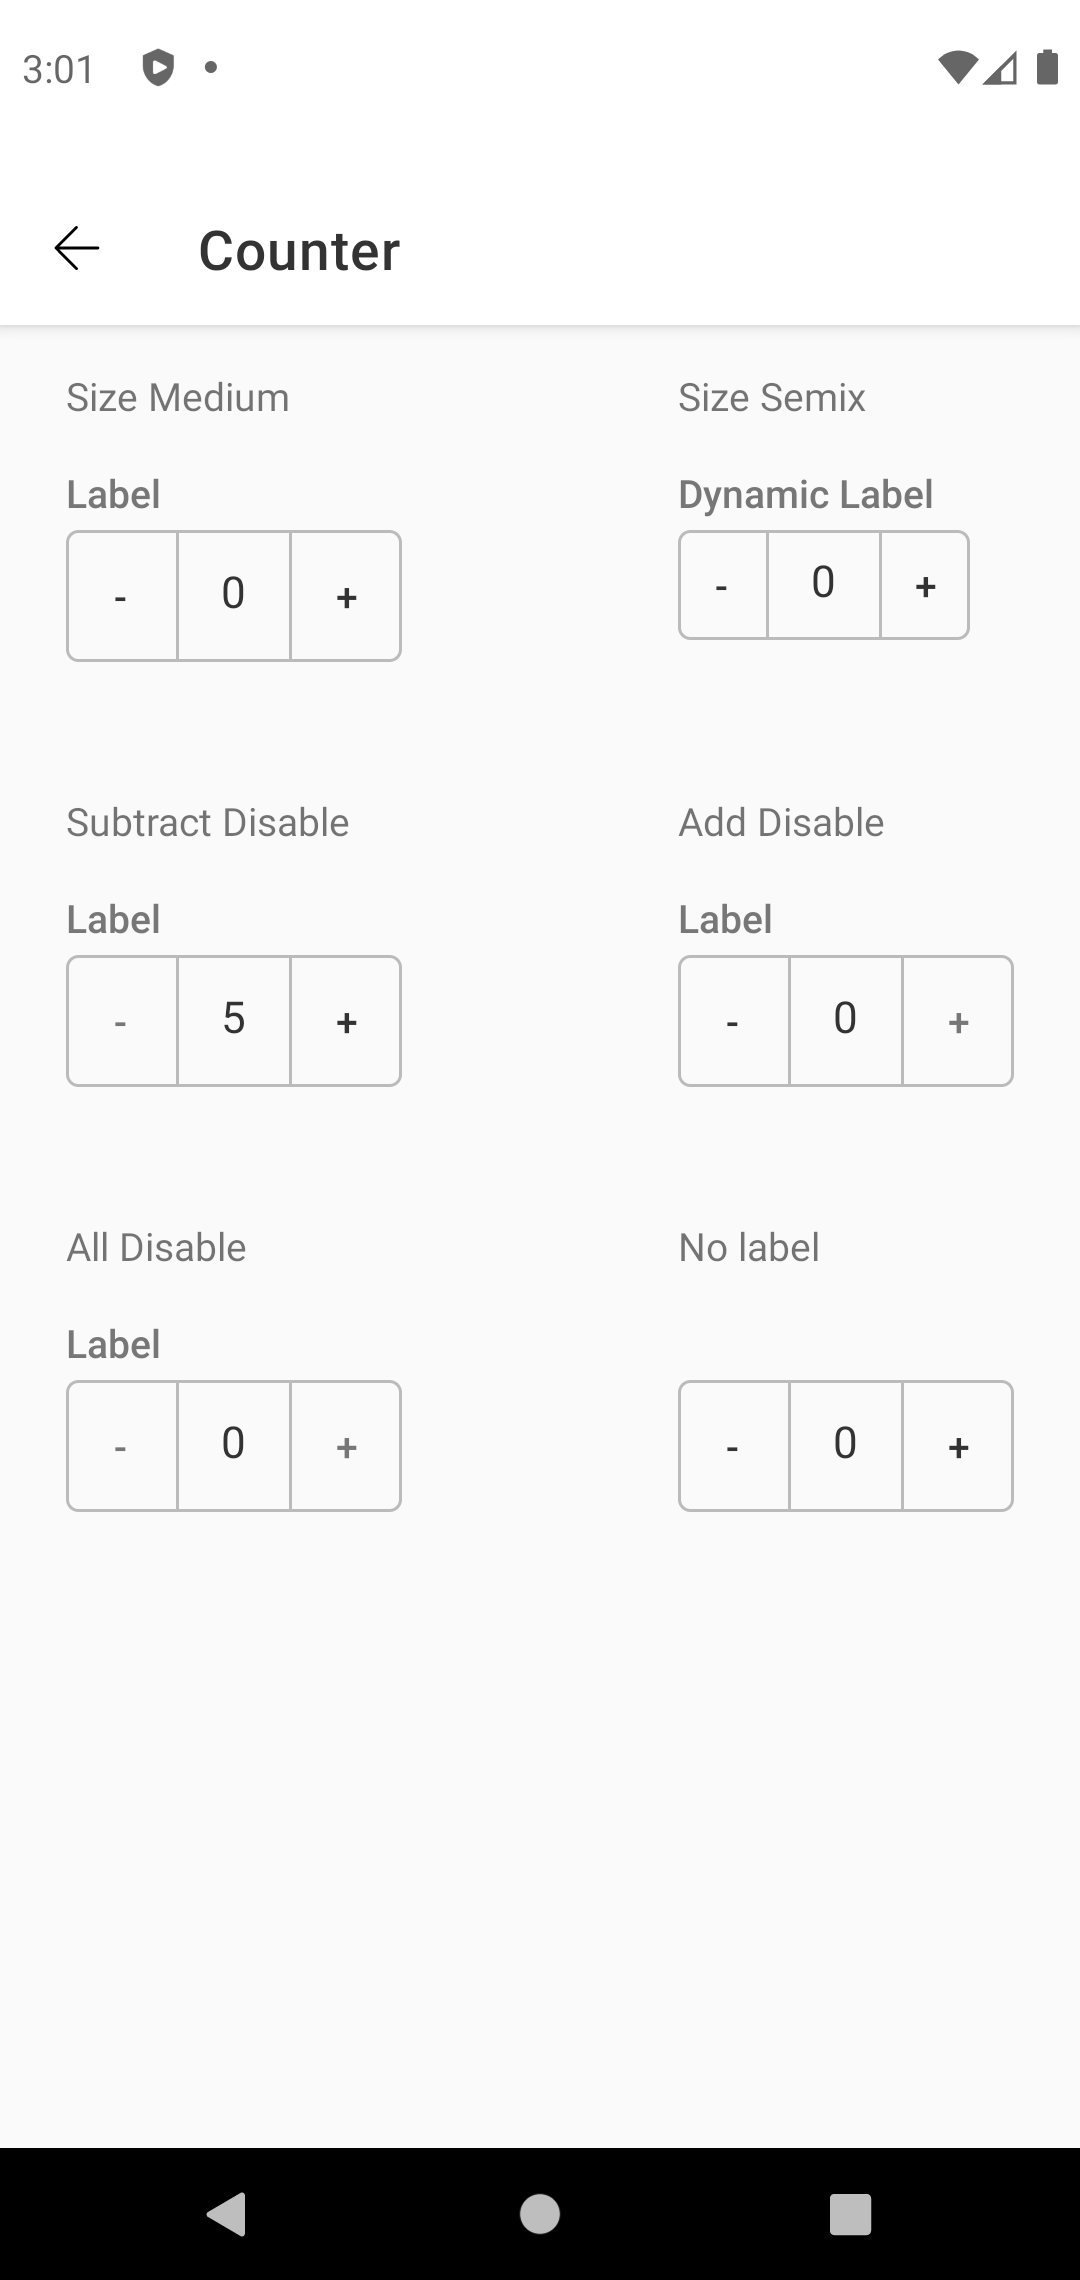 3:01
Counter
Size Medium
Size Semix
Label
Dynamic Label
- 0 +
- 0 +
Subtract Disable
Add Disable
Label
Label
- 5 +
- 0 +
All Disable
No label
Label
- 0 +
- 0 +